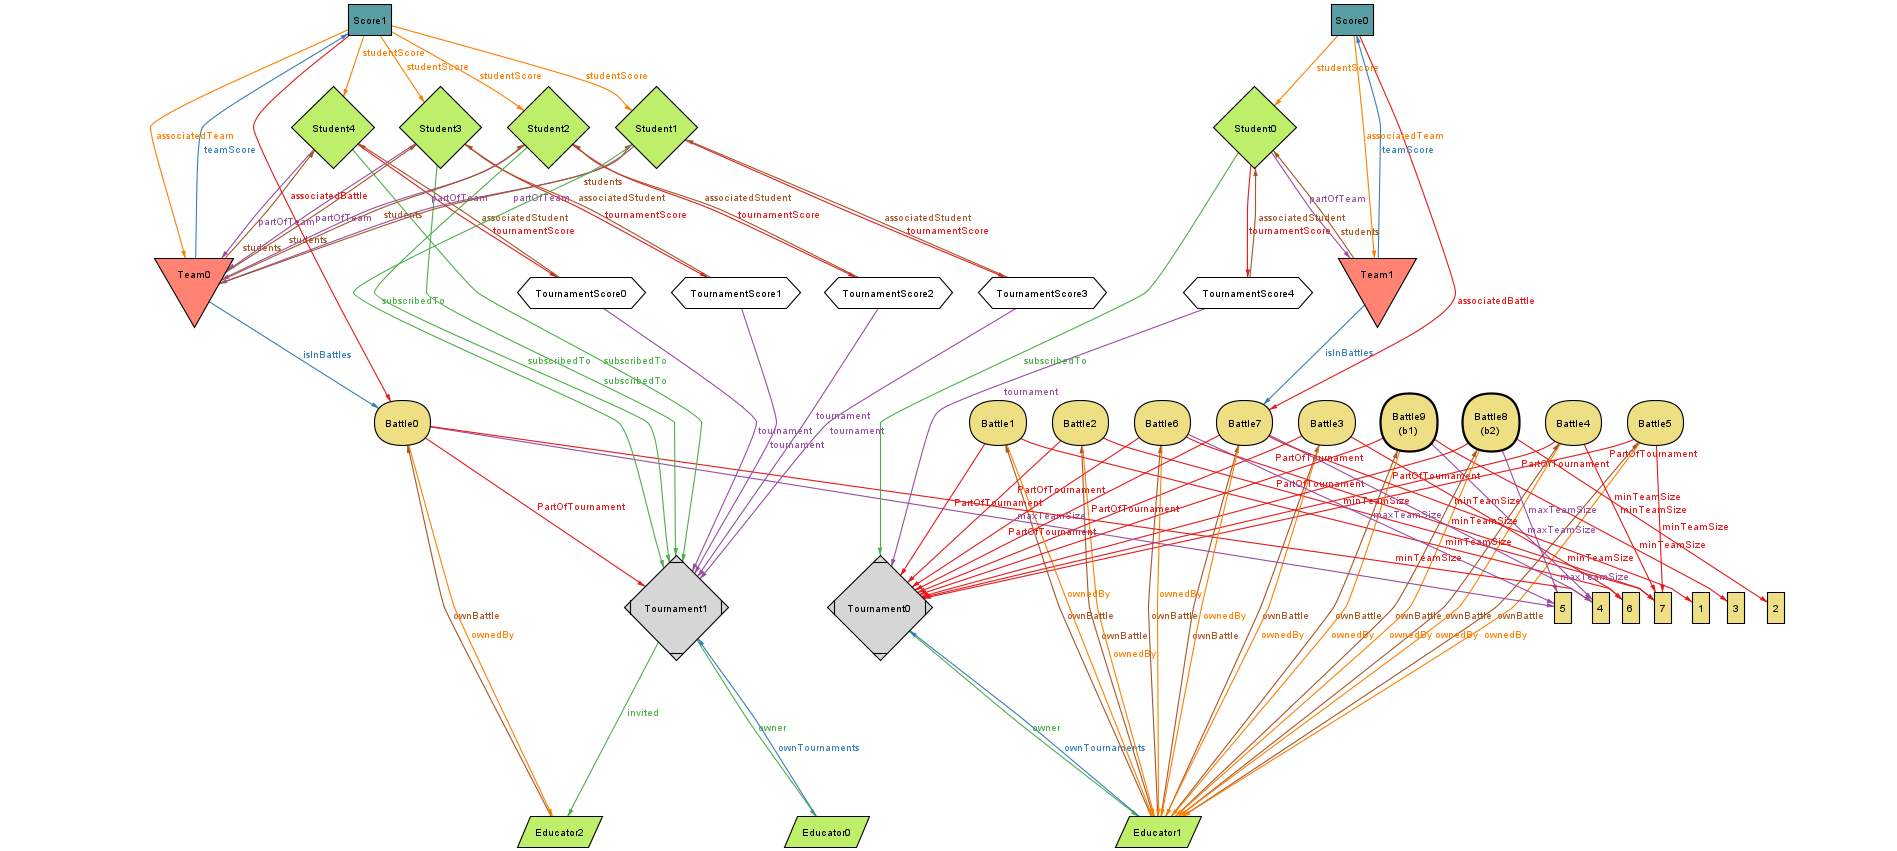 Score1
Score0
studentScore
studentScore
studentScore
studentScore
studentScore
Student4
Student3
Student2
Student1
Student0
associatedTeam
teamScore
associatedTeam
teamScore
students
associatedBattle
partOfTeam
partOfTeam
associatedStudent
associatedStudent
partOfTeam
partOfTeam
partOfTeam
students
associatedStudent
tournamentScore
tournamentScore
associatedStudent
tournamentScore
associatedStudent
tournamentScore
tournamentScore
students
students
students
Team0
Team1
TournamentScore0
TournamentScore1
TournamentScore2
TournamentScore3
TournamentScore4
subscribedTo
associatedBattle
isInBattles
isInBattles
subscribedTo
subscribedTo
subscribedTo
subscribedTo
tournament
tournament
tournament
tournament
tournament
Battle0
Battle1
Battle2
Battle6
Battle7
Battle3
Battle9
(b1)
Battle8
(b2)
Battle4
Battle5
PartOfTournament
PartOfTournament
PartOfTournament
PartOfTournament
PartOfTournament
PartOfTournament
PartOfTournament
PartOfTournament
PartOfTournament
PartOfTournament
maxTeamSize
minTeamSize
maxTeamSize
minTeamSize
minTeamSize
minTeamSize
maxTeamSize
minTeamSize
minTeamSize
maxTeamSize
minTeamSize
minTeamSize
minTeamSize
minTeamSize
maxTeamSize
Tournament1
Tournament0
5
4
6
7
1
3
2
ownedBy
ownedBy
ownBattle
ownedBy
ownBattle
ownBattle
ownedBy
ownBattle
ownBattle
ownBattle
ownBattle
ownBattle
ownBattle
ownBattle
ownedBy
ownedBy
ownedBy
ownedBy
ownedBy
ownedBy
invited
owner
ownTournaments
owner
ownTournaments
Educator2
Educator0
Educator1